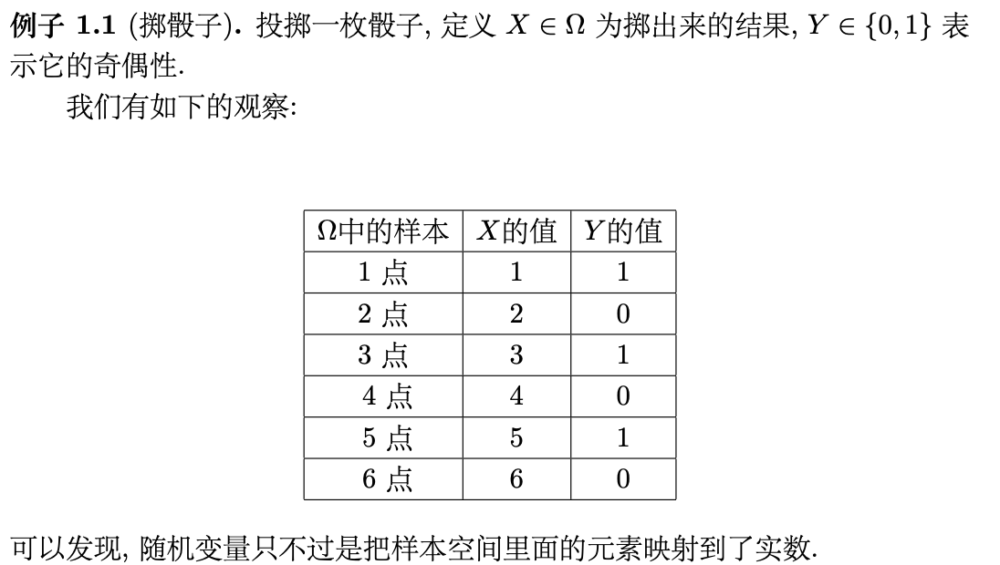 例子 1.1 (掷骰子). 投掷一枚骰子, 定义 X ∈ Ω 为掷出来的结果, Y ∈ {0, 1} 表
示它的奇偶性.
我们有如下的观察:
Ω中的样本 X的值 Y的值
1 点 1 1
2 点 2 0
3 点 3 1
4 点 4 0
5 点 5 1
6 点 6 0
可以发现, 随机变量只不过是把样本空间里面的元素映射到了实数.